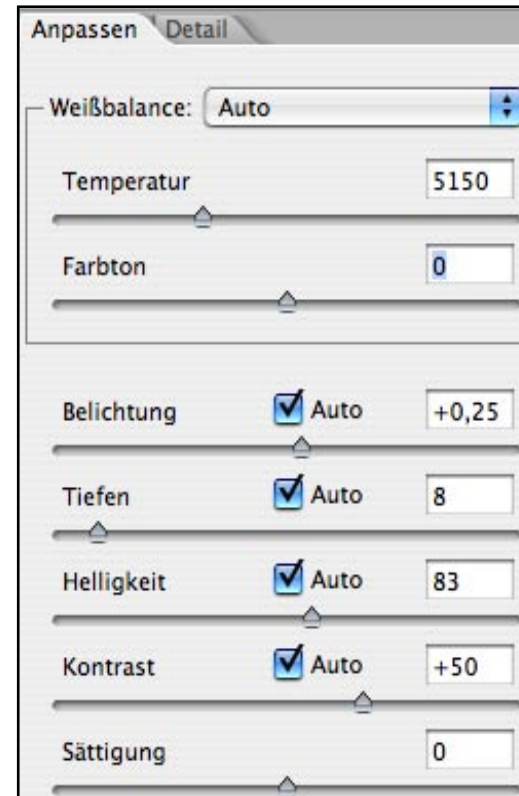 Anpassen Detail
Weißbalance: Auto
Temperatur 5150
Farbton 0
Belichtung Auto +0,25
Tiefen Auto 8
Helligkeit Auto 83
Kontrast Auto +50
Sättigung 0